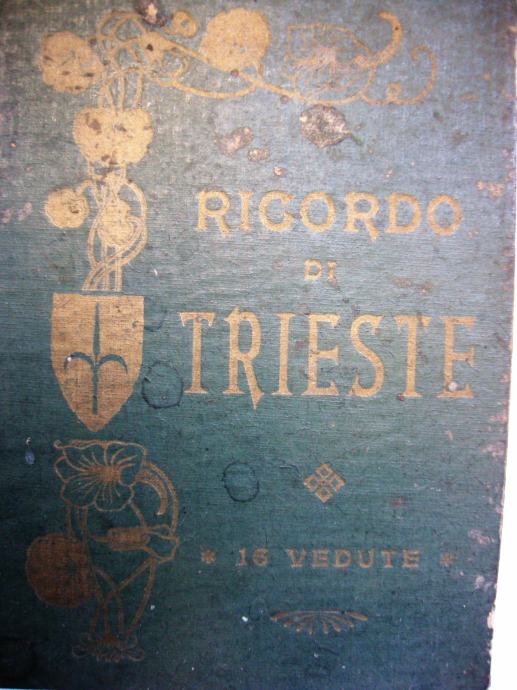 RICORDO
DI
TRIESTE
* 16 VEDUTE *